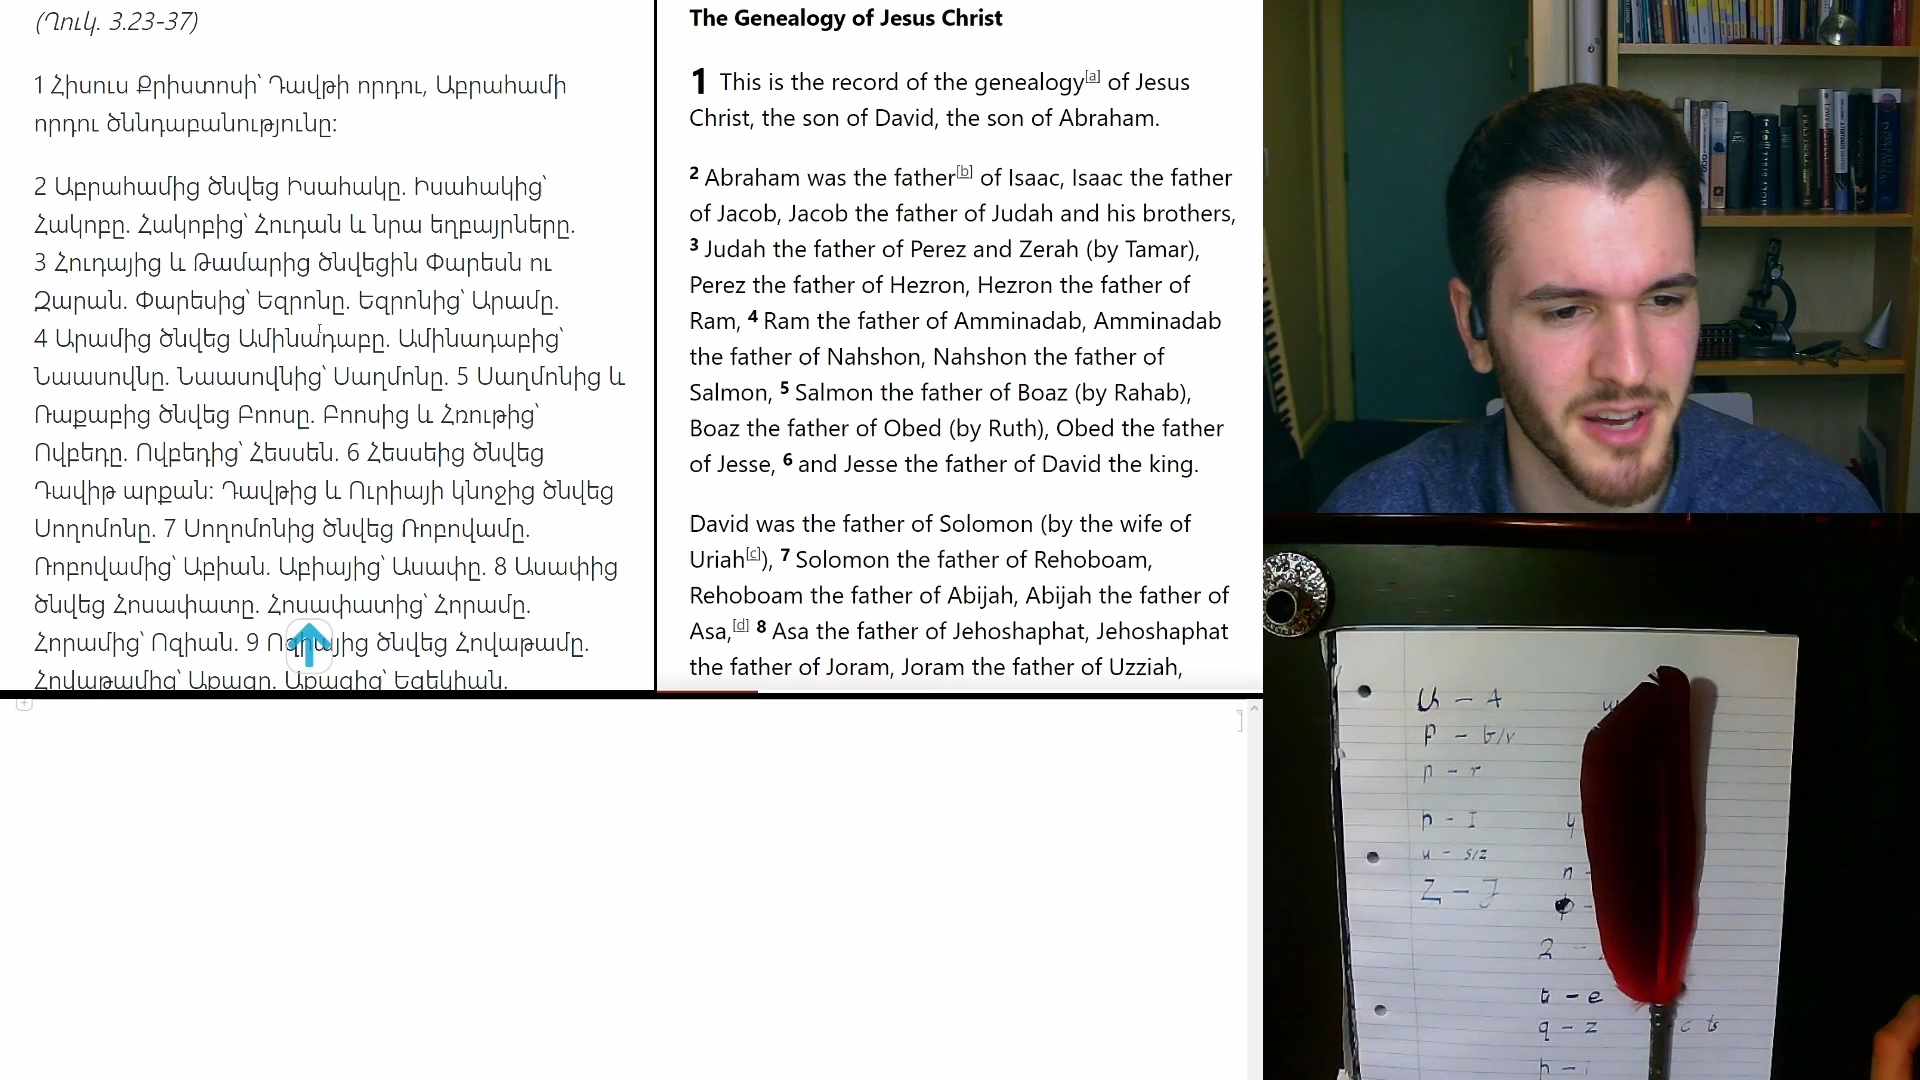 (Ղուկ. 3.23-37)
1 Հիսուս Քրիստոսի՝ Դավթի որդու, Աբրահամի
որդու ծննդաբանությունը:
2 Աբրահամից ծնվեց Իսահակը. Իսահակից՝
Հակոբը. Հակոբից՝ Հուդան և նրա եղբայրները.
3 Հուդայից և Թամարից ծնվեցին Փարեսն ու
Զարան. Փարեսից՝ Եզրոնը. Եզրոնից՝ Արամը.
4 Արամից ծնվեց Ամինադաբը. Ամինադաբից՝
Նաասովնը. Նաասովնից՝ Սաղմոնը. 5 Սաղմոնից և
Ռաքաբից ծնվեց Բոոսը. Բոոսից և Հռութից՝
Ովբեդը. Ովբեդից՝ Հեսսեն. 6 Հեսսեից ծնվեց
Դավիթ արքան: Դավթից և Ուրիայի կնոջից ծնվեց
Սողոմոնը. 7 Սողոմոնից ծնվեց Ռոբովամը.
Ռոբովամից՝ Աբիան. Աբիայից՝ Ասափը. 8 Ասափից
ծնվեց Հոսափատը. Հոսափատից՝ Հորամը.
Հորամից՝ Ոզիան. 9 Ոզիայից ծնվեց Հովաթամը.
Հովաթամից՝ Աքազը. Աքազից՝ Եզեկիան.
The Genealogy of Jesus Christ
1 This is the record of the genealogy[a] of Jesus
Christ, the son of David, the son of Abraham.
2 Abraham was the father[b] of Isaac, Isaac the father
of Jacob, Jacob the father of Judah and his brothers,
3 Judah the father of Perez and Zerah (by Tamar),
Perez the father of Hezron, Hezron the father of
Ram, 4 Ram the father of Amminadab, Amminadab
the father of Nahshon, Nahshon the father of
Salmon, 5 Salmon the father of Boaz (by Rahab),
Boaz the father of Obed (by Ruth), Obed the father
of Jesse, 6 and Jesse the father of David the king.
David was the father of Solomon (by the wife of
Uriah[c]), 7 Solomon the father of Rehoboam,
Rehoboam the father of Abijah, Abijah the father of
Asa,[d] 8 Asa the father of Jehoshaphat, Jehoshaphat
the father of Joram, Joram the father of Uzziah,
Ա - A
Բ - b/v
ր - r
ի - I
ս - s/z
Հ - J
կ
ո -
ե - e
զ - z
c ts